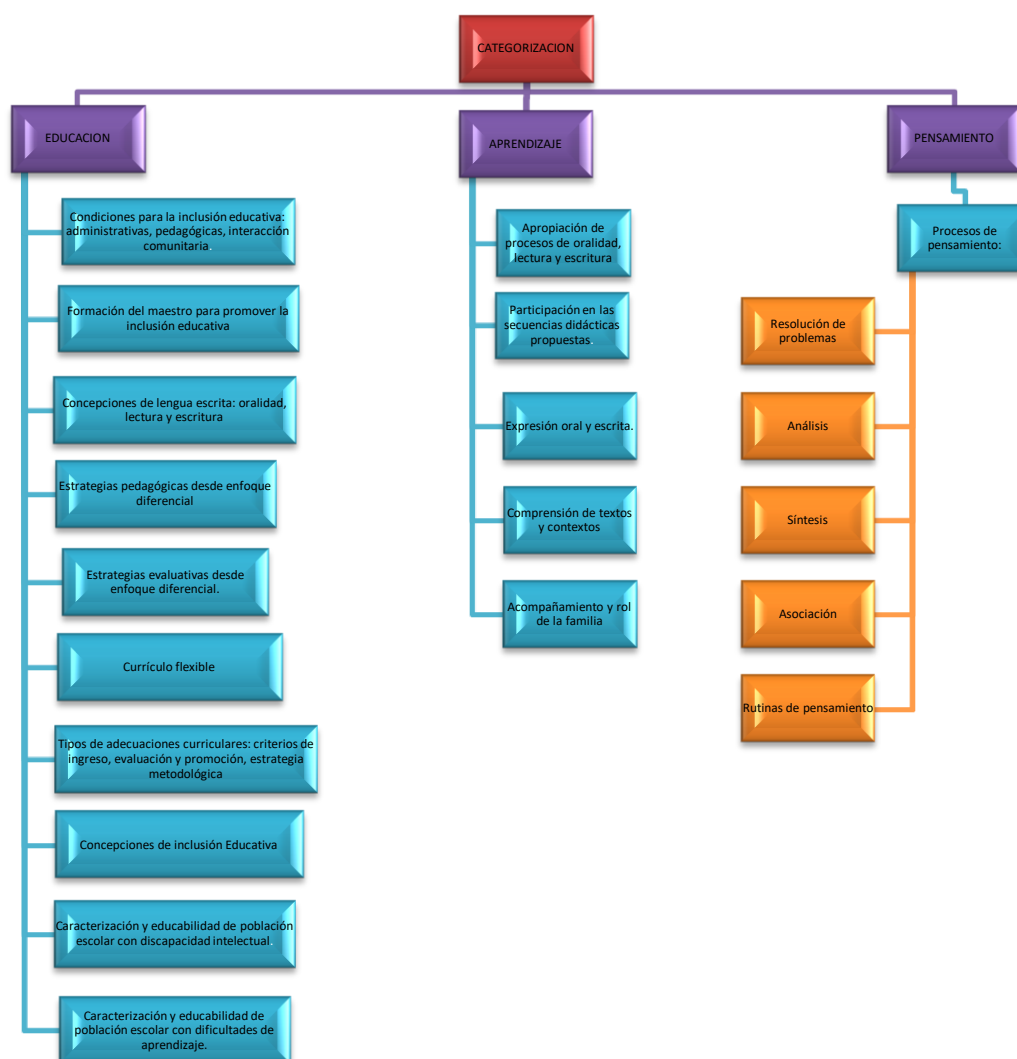 CATEGORIZACION
EDUCACION
Condiciones para la inclusión educativa:
administrativas, pedagógicas, interacción
comunitaria.
Formación del maestro para promover la
inclusión educativa
Concepciones de lengua escrita: oralidad,
lectura y escritura
Estrategias pedagógicas desde enfoque
diferencial
Estrategias evaluativas desde
enfoque diferencial.
Currículo flexible
Tipos de adecuaciones curriculares: criterios de
ingreso, evaluación y promoción, estrategia
metodológica
Concepciones de inclusión Educativa
Caracterización y educabilidad de población
escolar con discapacidad intelectual.
Caracterización y educabilidad de
población escolar con dificultades de
aprendizaje.
APRENDIZAJE
Apropiación de
procesos de oralidad,
lectura y escritura
Participación en las
secuencias didácticas
propuestas.
Expresión oral y escrita.
Comprensión de textos
y contextos
Acompañamiento y rol
de la familia
PENSAMIENTO
Procesos de
pensamiento:
Resolución de
problemas
Análisis
Síntesis
Asociación
Rutinas de pensamiento